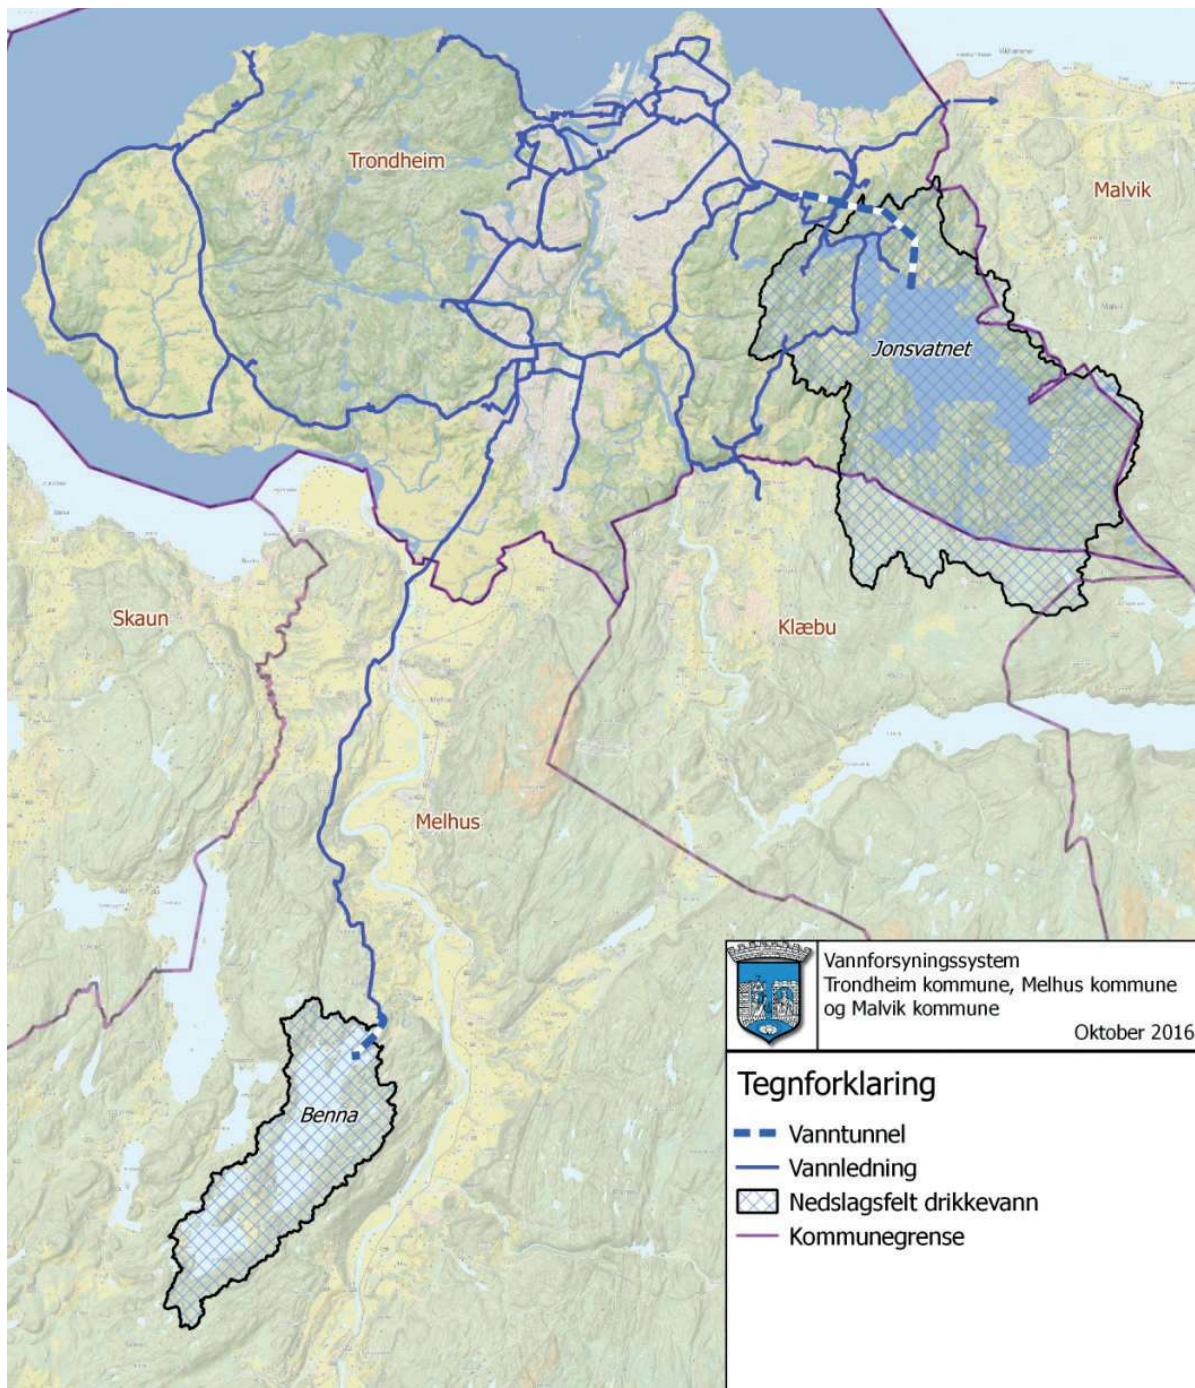 Vikhammer
Trondheim
Malvik
Jonsvatnet
Skaun
Klæbu
Melhus
Benna
Vannforsyningssystem
Trondheim kommune, Melhus kommune
og Malvik kommune
Oktober 2016
Tegnforklaring
Vanntunnel
Vannledning
Nedslagsfelt drikkevann
Kommunegrense